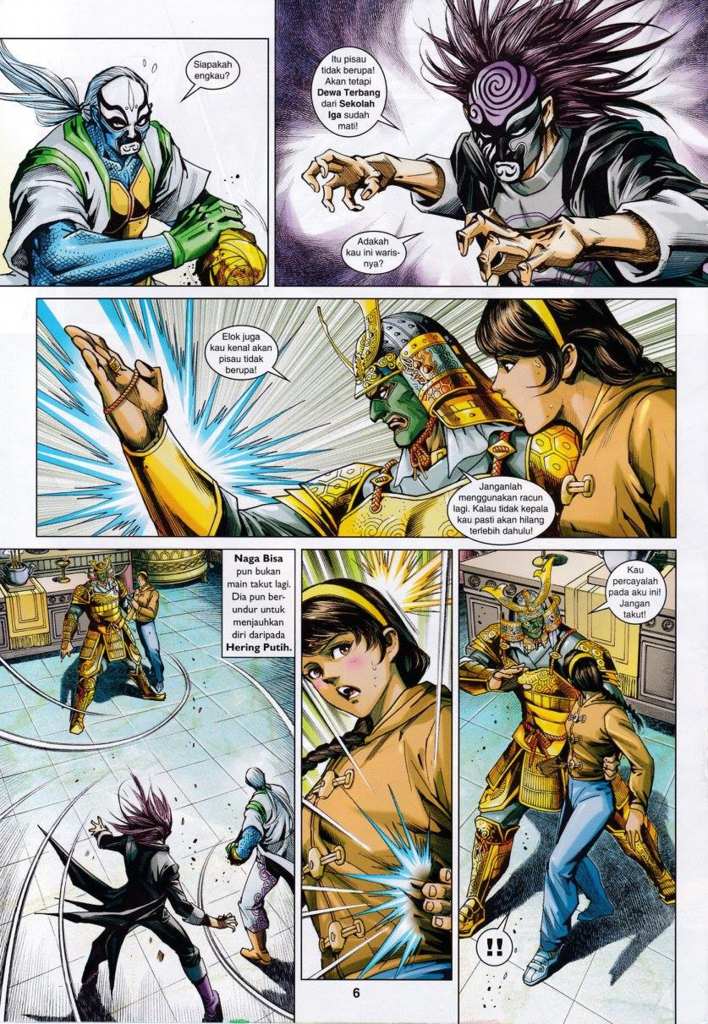 Siapakah
engkau?
Itu pisau
tidak berupa!
Akan tetapi
Dewa Terbang
dari Sekolah
Iga sudah
mati!
Adakah
kau ini waris-
nya?
Elok juga
kau kenal akan
pisau tidak
berupa!
Janganlah
menggunakan racun
lagi. Kalau tidak kepala
kau pasti akan hilang
terlebih dahulu!
Naga Bisa
pun bukan
main takut lagi.
Dia pun ber-
undur untuk
menjauhkan
diri daripada
Hering Putih.
Kau
percayalah
pada aku ini!
Jangan
takut!
!!
6